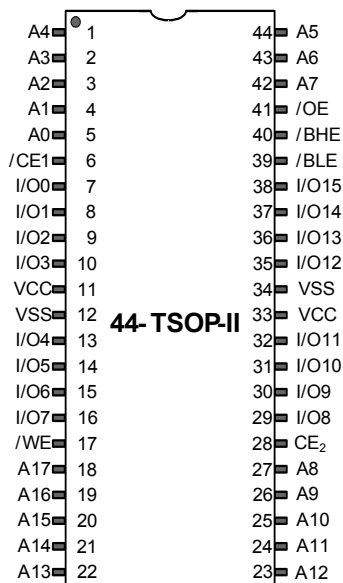 A4 1 44 A5
A3 2 43 A6
A2 3 42 A7
A1 4 41 /OE
A0 5 40 /BHE
/CE1 6 39 /BLE
I/O0 7 38 I/O15
I/O1 8 37 I/O14
I/O2 9 36 I/O13
I/O3 10 35 I/O12
VCC 11 34 VSS
VSS 12 33 VCC
44-TSOP-II
I/O4 13 32 I/O11
I/O5 14 31 I/O10
I/O6 15 30 I/O9
I/O7 16 29 I/O8
/WE 17 28 CE₂
A17 18 27 A8
A16 19 26 A9
A15 20 25 A10
A14 21 24 A11
A13 22 23 A12